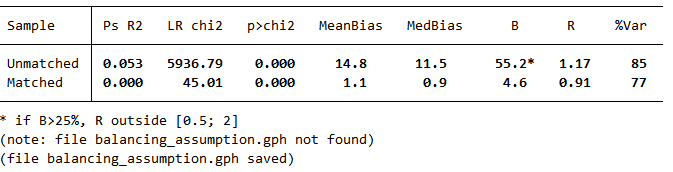 Sample Ps R2 LR chi2 p>chi2 MeanBias MedBias B R %Var
Unmatched 0.053 5936.79 0.000 14.8 11.5 55.2* 1.17 85
Matched 0.000 45.01 0.000 1.1 0.9 4.6 0.91 77
* if B>25%, R outside [0.5; 2]
(note: file balancing_assumption.gph not found)
(file balancing_assumption.gph saved)